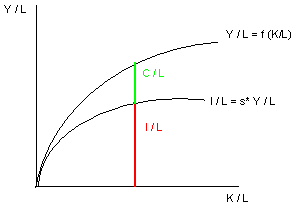 Y / L
Y / L = f (K/L)
C / L
I / L = s* Y / L
I / L
K / L